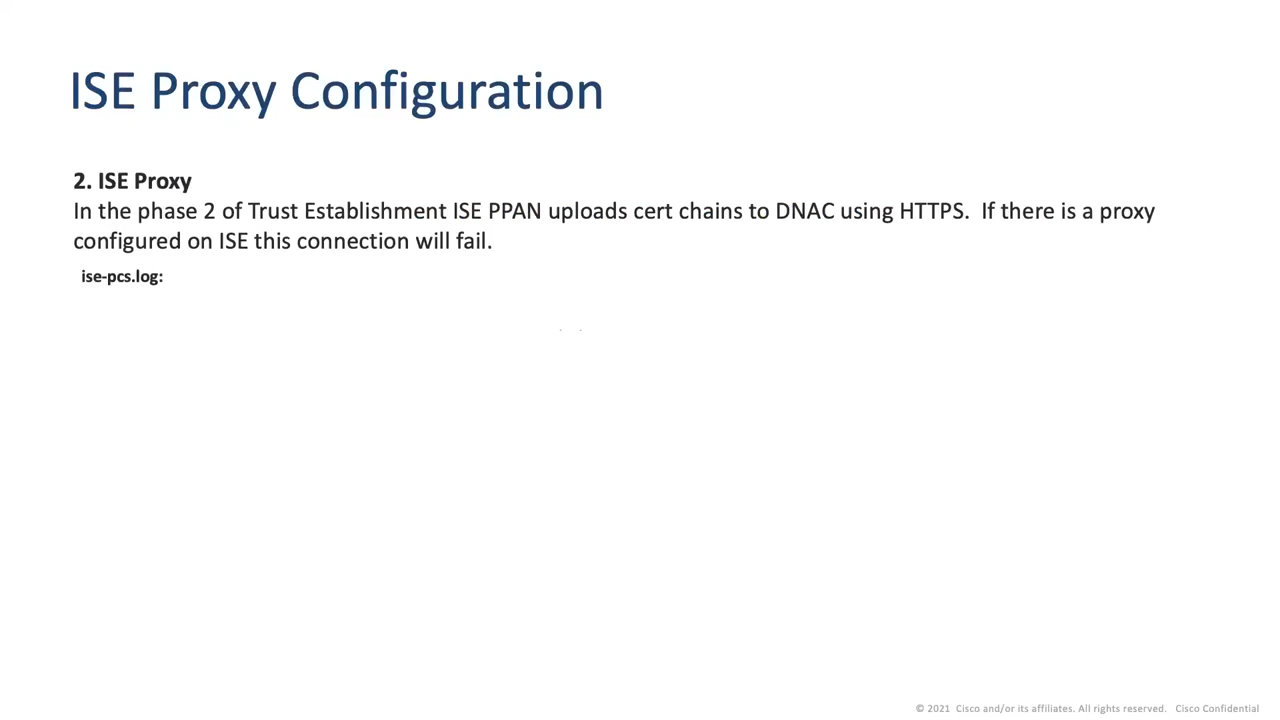 ISE Proxy Configuration
2. ISE Proxy
In the phase 2 of Trust Establishment ISE PPAN uploads cert chains to DNAC using HTTPS.  If there is a proxy
configured on ISE this connection will fail.
ise-pcs.log:
© 2021  Cisco and/or its affiliates. All rights reserved.   Cisco Confidential